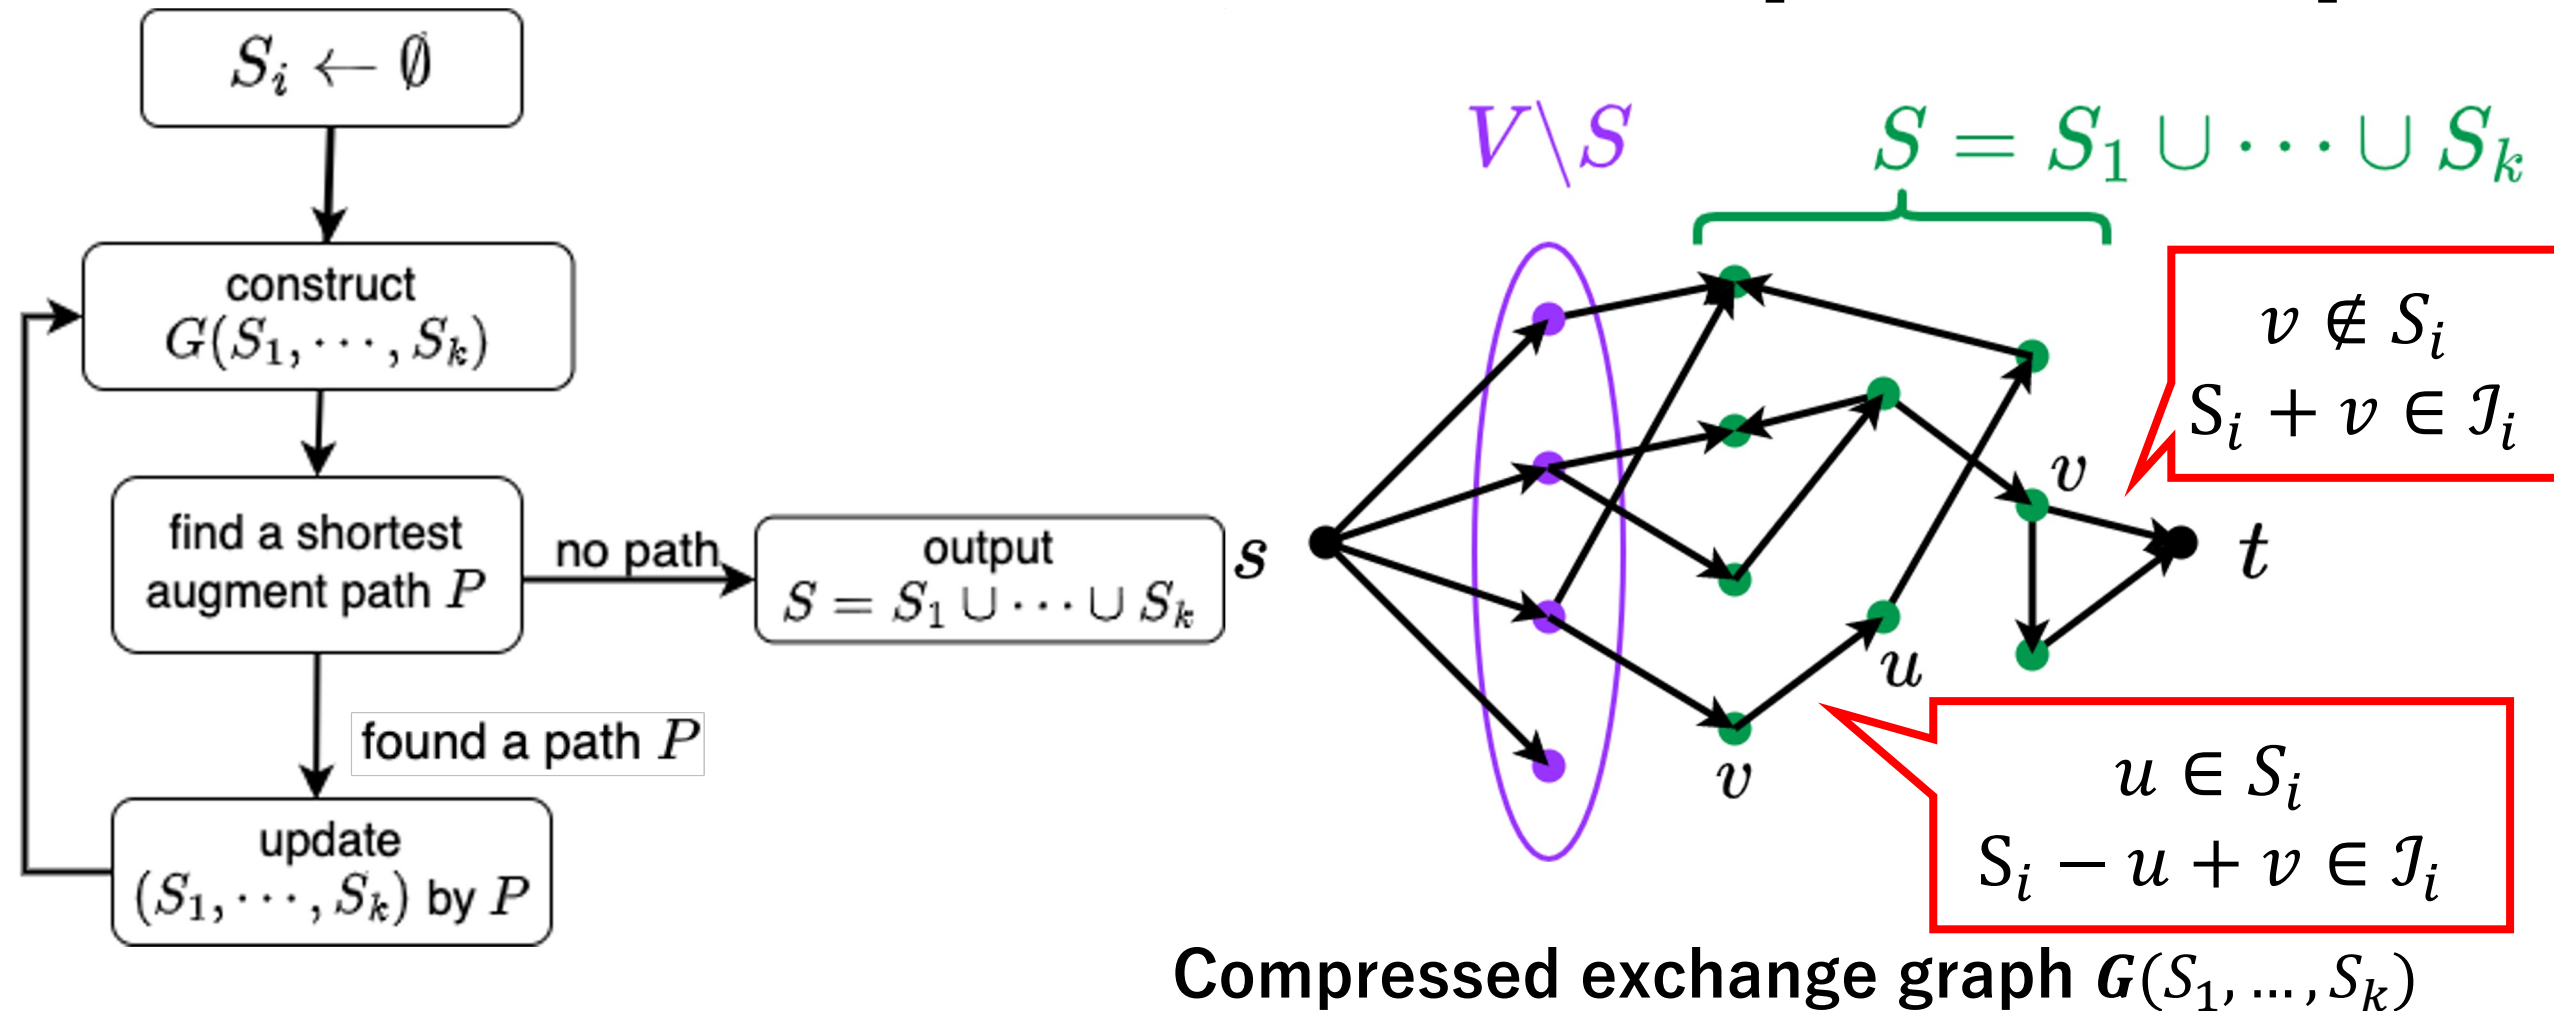 S_i ← ∅
construct
G(S_1, ⋯, S_k)
find a shortest
augment path P
no path
output
S = S_1 ∪ ⋯ ∪ S_k
found a path P
update
(S_1, ⋯, S_k) by P
V\S
S = S_1 ∪ ⋯ ∪ S_k
v ∉ S_i
S_i + v ∈ ℐ_i
v
s
t
u
v
u ∈ S_i
S_i − u + v ∈ ℐ_i
Compressed exchange graph G(S_1, …, S_k)